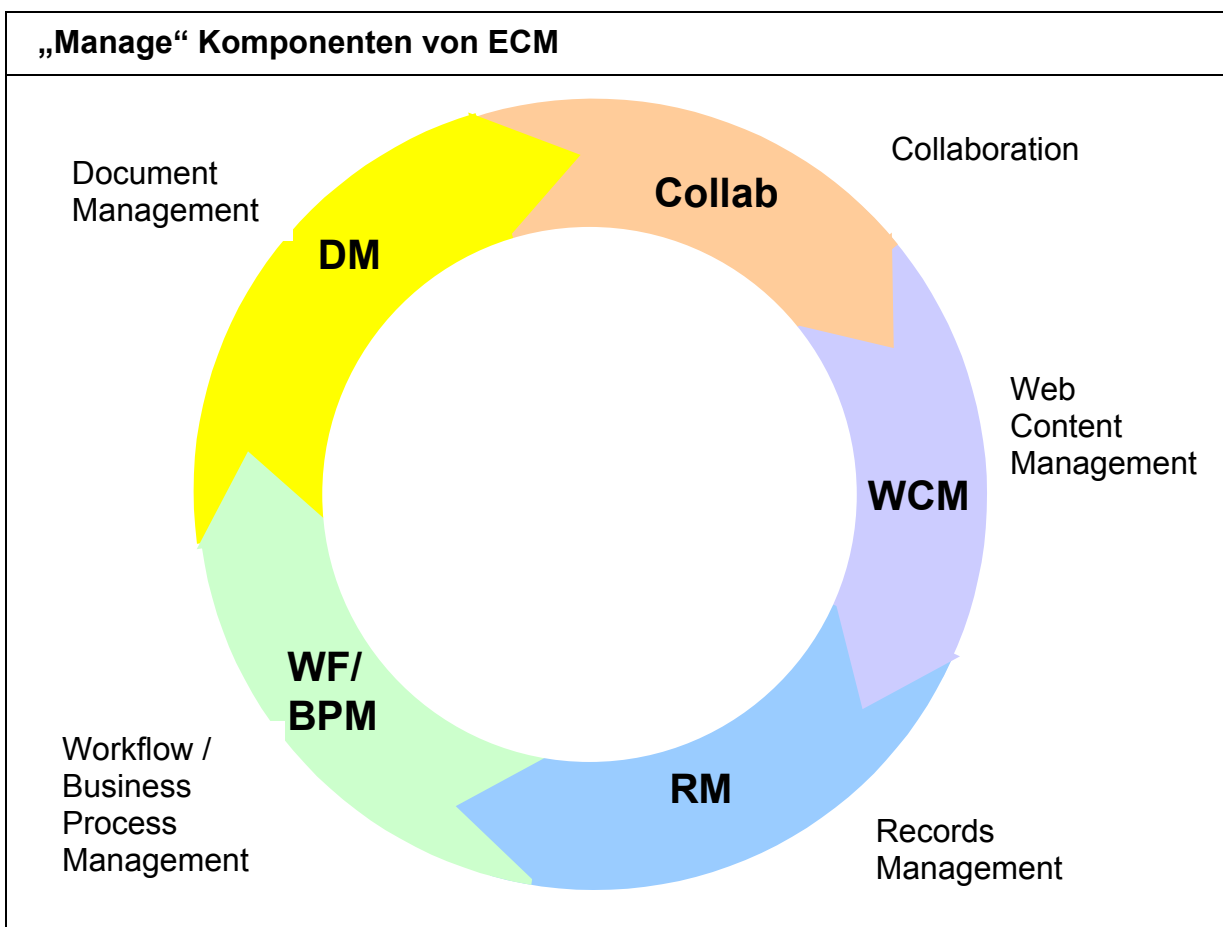 „Manage“ Komponenten von ECM
Document
Management
DM
Collab
Collaboration
Web
Content
Management
WCM
RM
Records
Management
WF/
BPM
Workflow /
Business
Process
Management